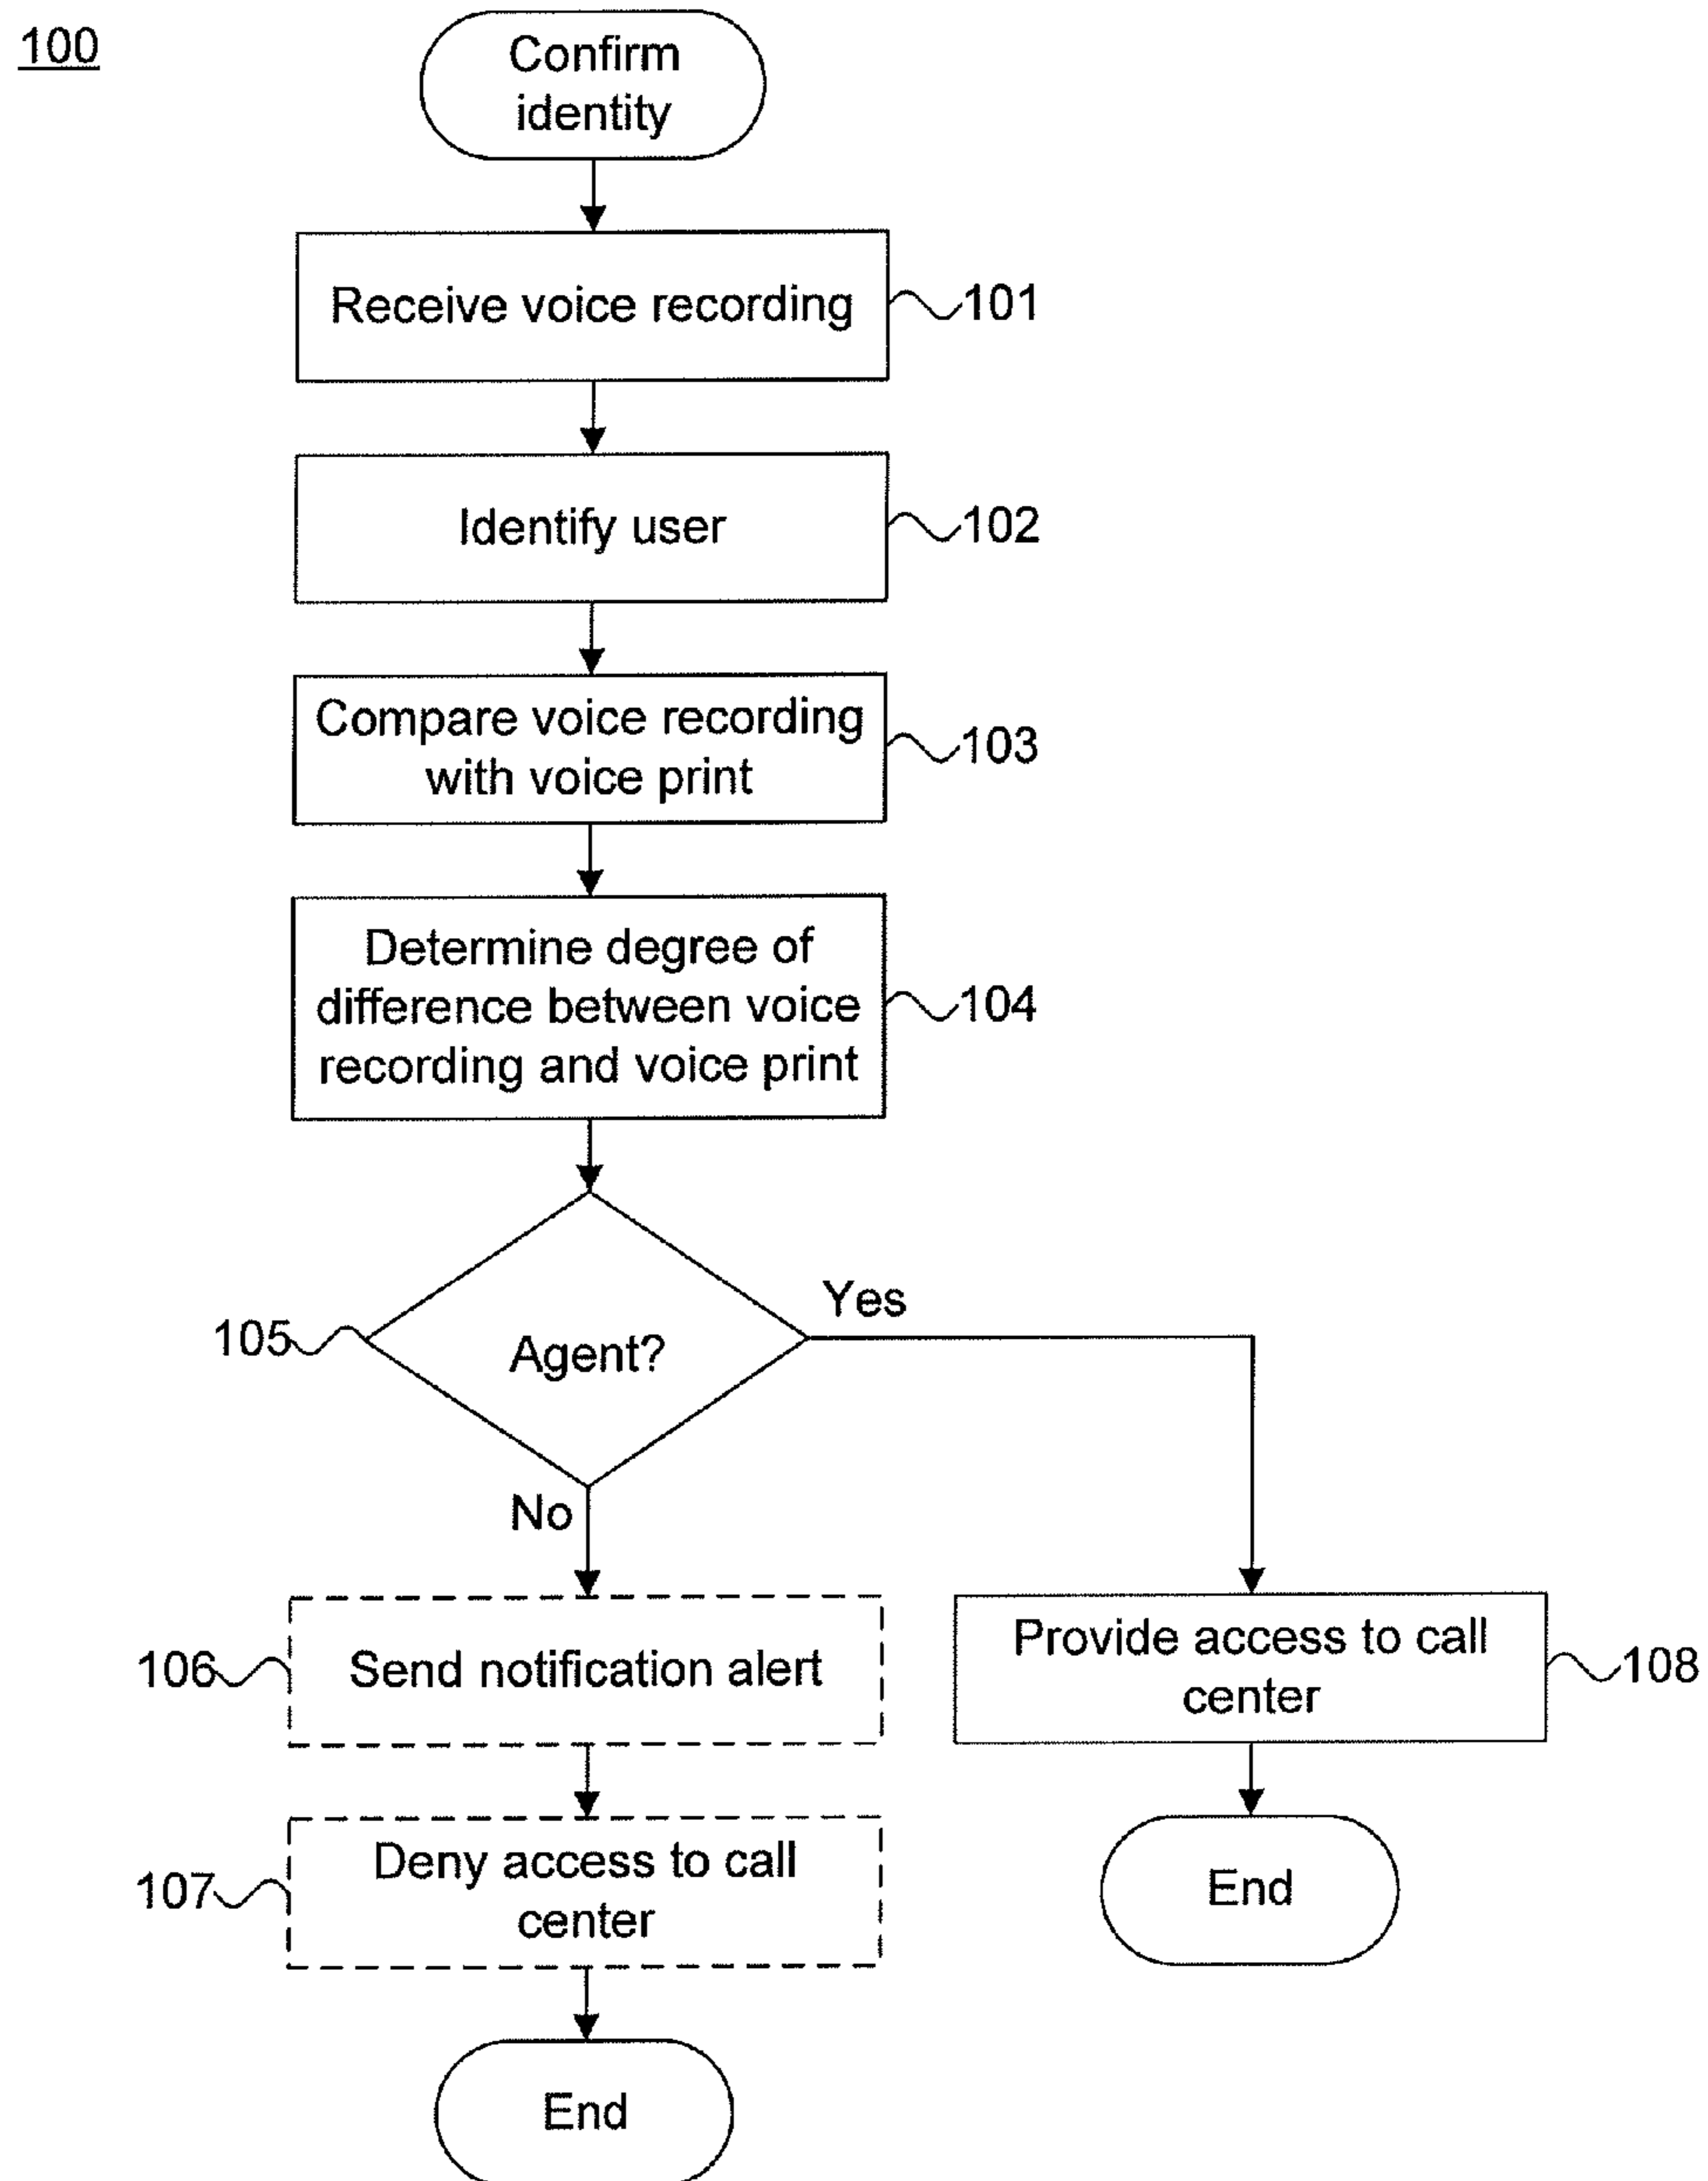 100
Confirm
identity
Receive voice recording
101
Identify user
102
Compare voice recording
with voice print
103
Determine degree of
difference between voice
recording and voice print
104
105
Agent?
Yes
No
106
Send notification alert
Provide access to call
center
108
107
Deny access to call
center
End
End